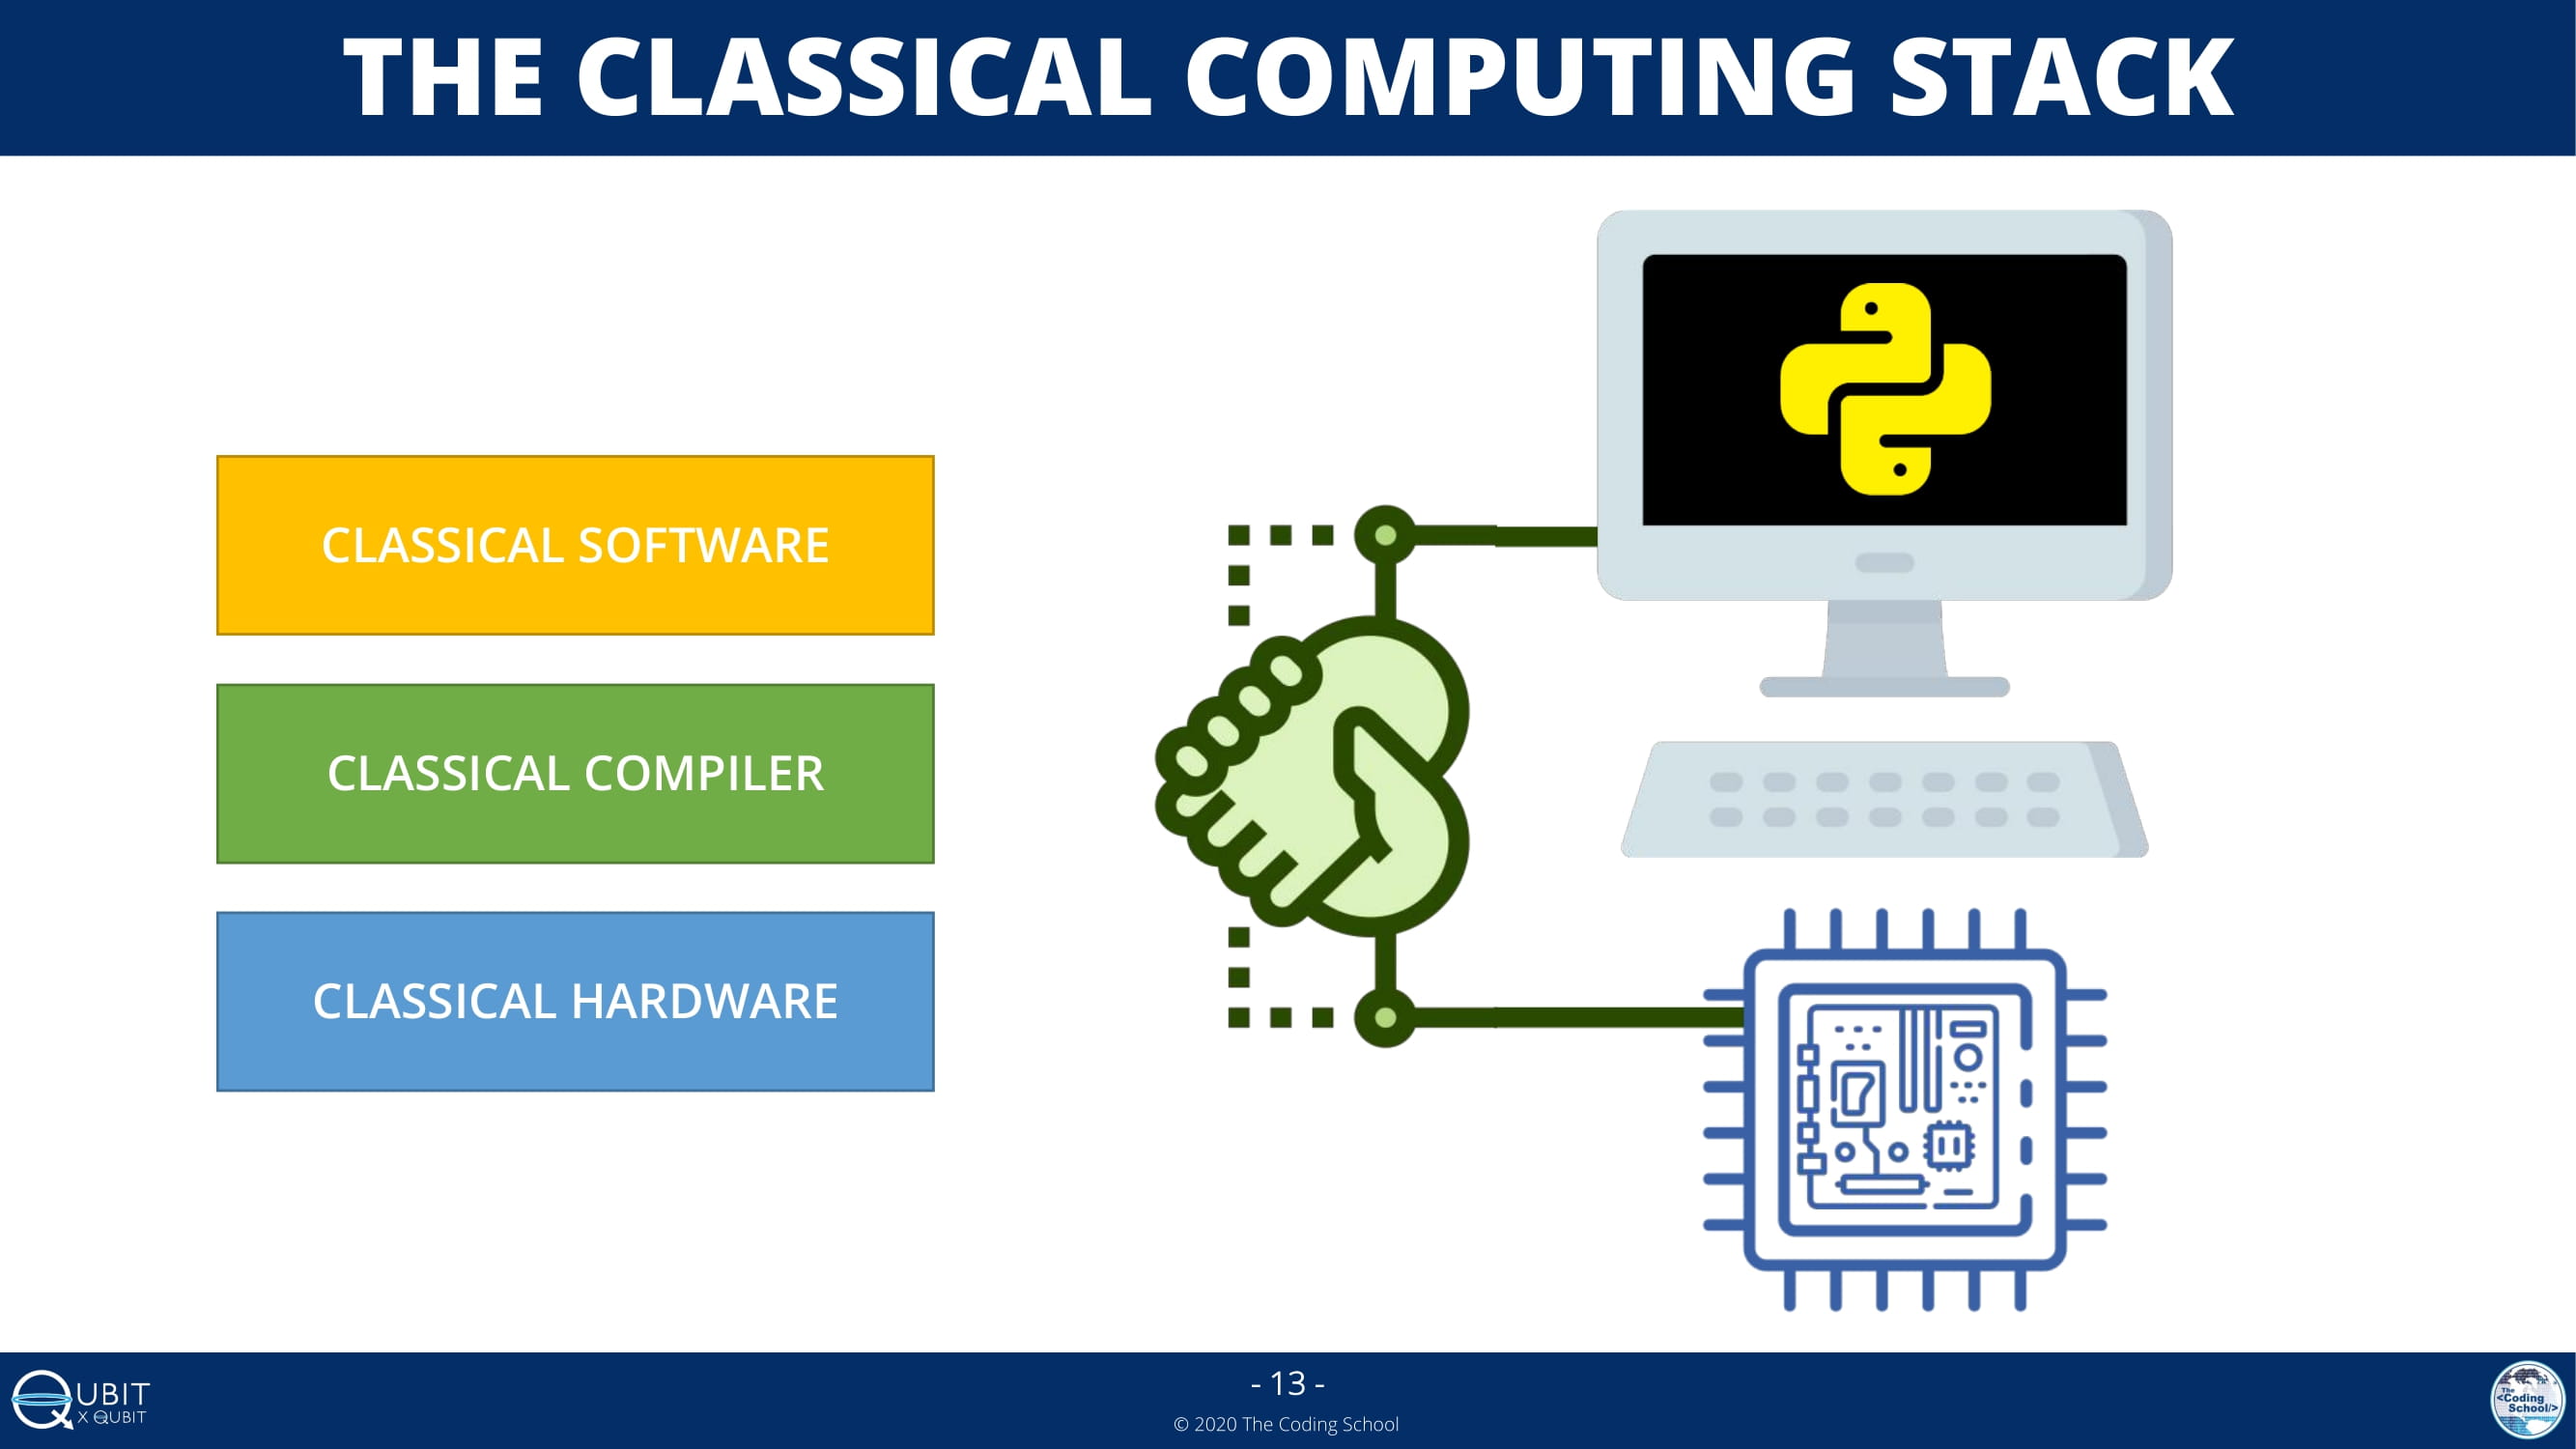 THE CLASSICAL COMPUTING STACK
CLASSICAL SOFTWARE
CLASSICAL COMPILER
CLASSICAL HARDWARE
QUBIT
X QUBIT
- 13 -
© 2020 The Coding School
The
<Coding
School/>